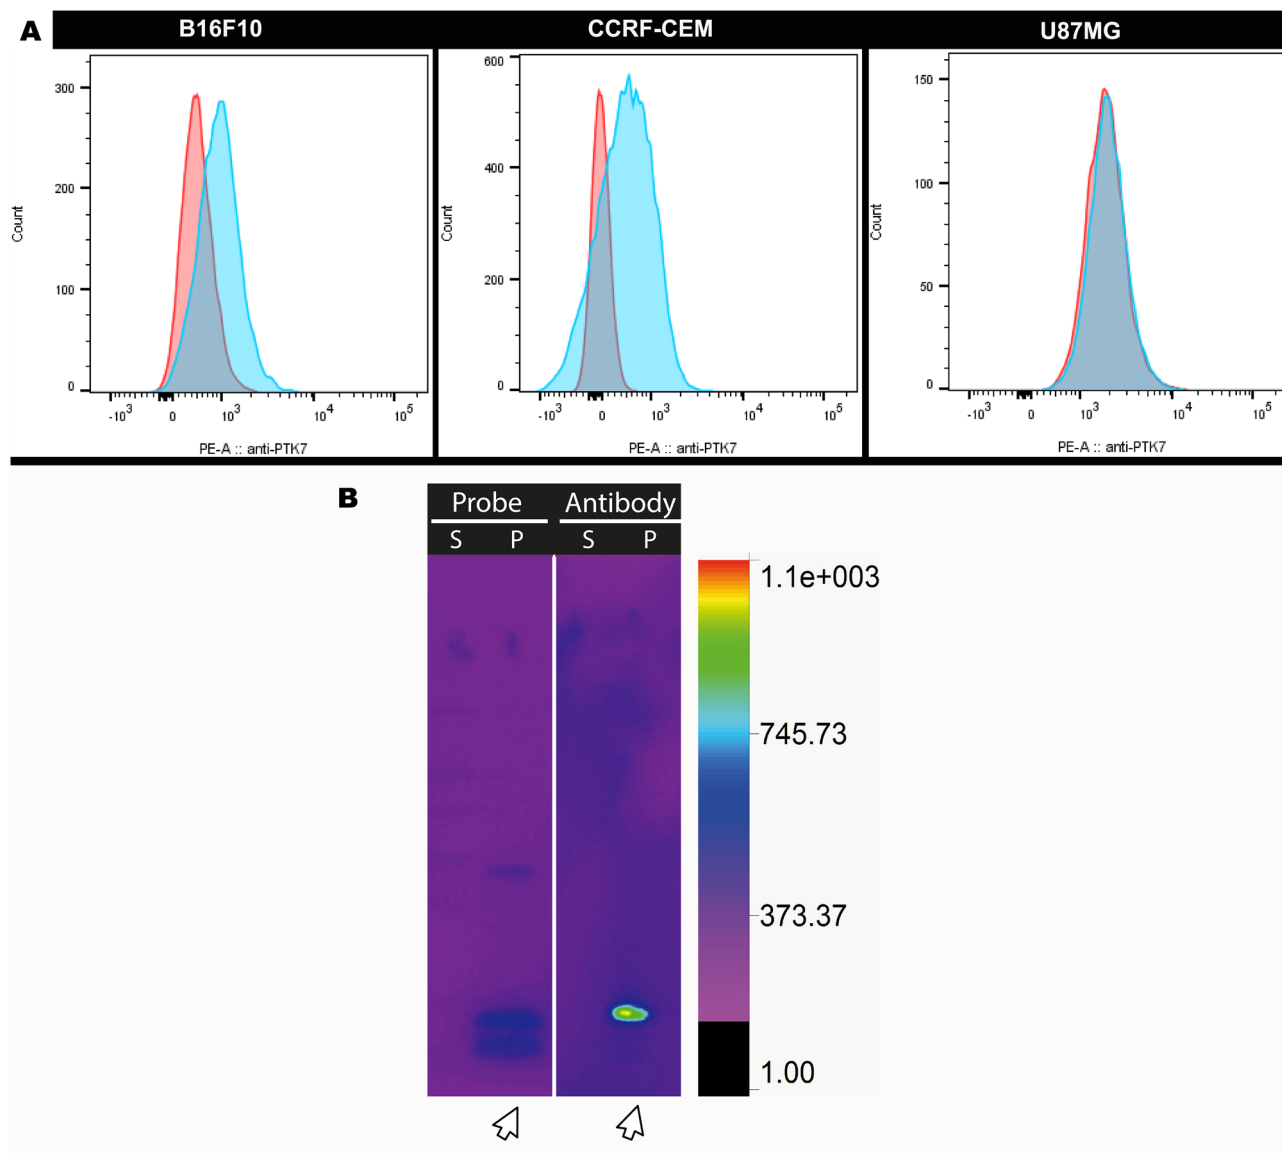 A
B16F10
CCRF-CEM
U87MG
300
200
100
0
Count
-10³ 0 10³ 10⁴ 10⁵
PE-A :: anti-PTK7
600
400
200
0
Count
-10³ 0 10³ 10⁴ 10⁵
PE-A :: anti-PTK7
150
100
50
0
Count
-10³ 0 10³ 10⁴ 10⁵
PE-A :: anti-PTK7
B
Probe Antibody
S P S P
1.1e+003
745.73
373.37
1.00